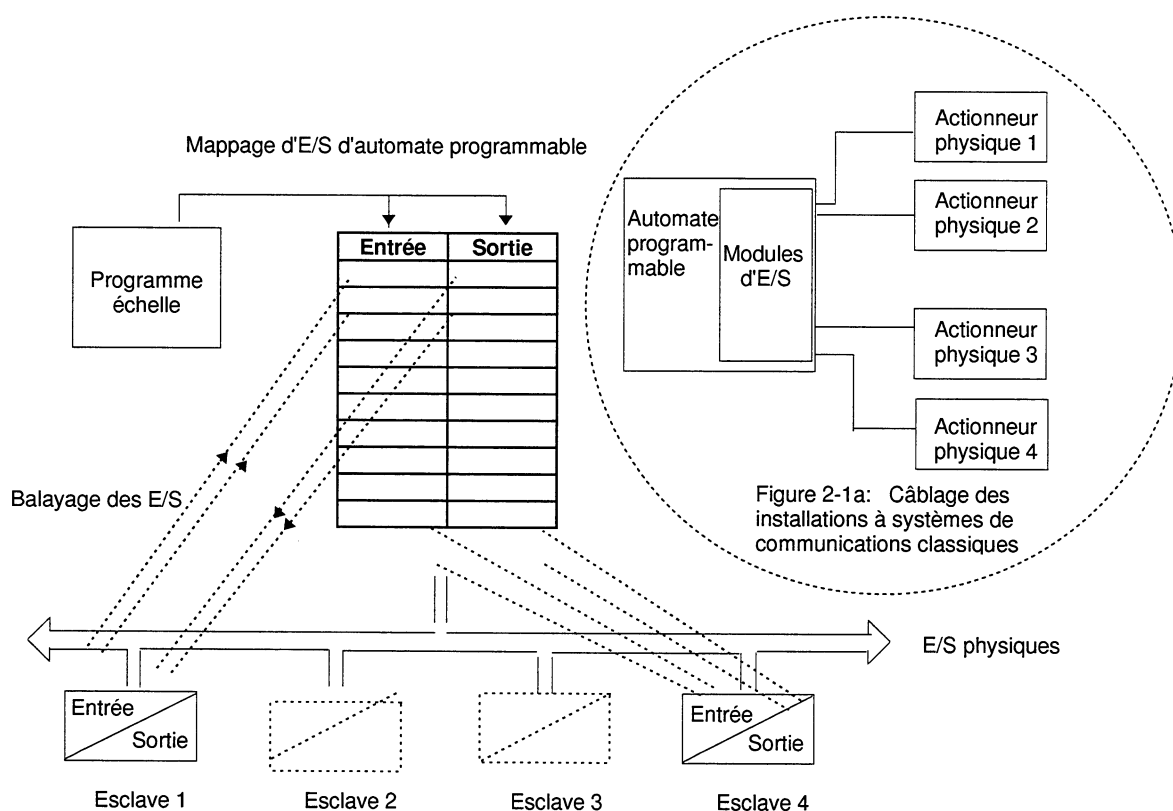 Mappage d'E/S d'automate programmable
Programme
échelle
Entrée Sortie
Balayage des E/S
E/S physiques
Entrée
Sortie
Entrée
Sortie
Esclave 1 Esclave 2 Esclave 3 Esclave 4
Automate
program-
mable
Modules
d'E/S
Actionneur
physique 1
Actionneur
physique 2
Actionneur
physique 3
Actionneur
physique 4
Figure 2-1a: Câblage des
installations à systèmes de
communications classiques